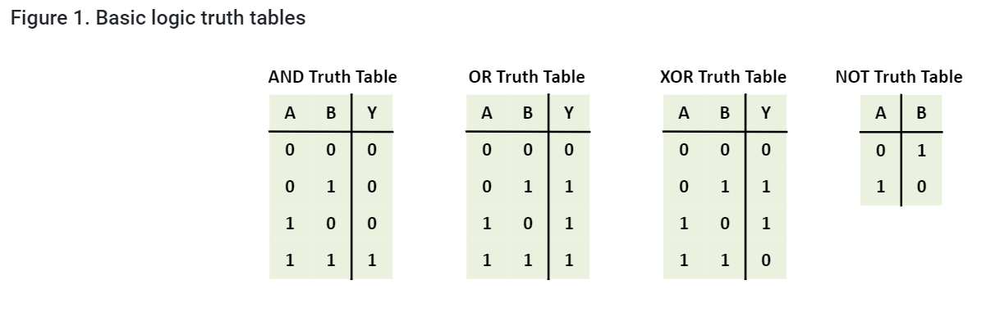 Figure 1. Basic logic truth tables
AND Truth Table
A B Y
0 0 0
0 1 0
1 0 0
1 1 1
OR Truth Table
A B Y
0 0 0
0 1 1
1 0 1
1 1 1
XOR Truth Table
A B Y
0 0 0
0 1 1
1 0 1
1 1 0
NOT Truth Table
A B
0 1
1 0